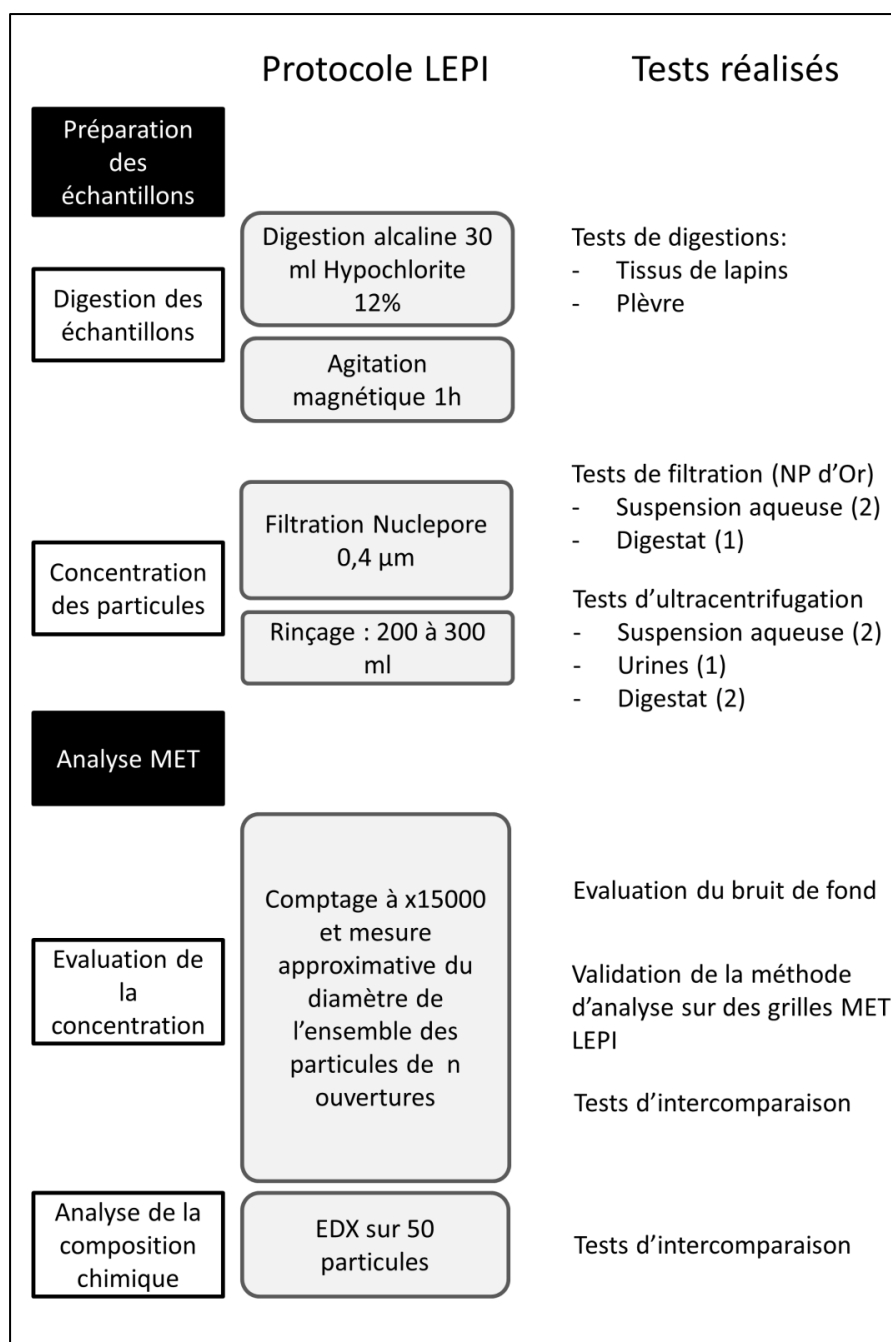 Protocole LEPI
Tests réalisés
Préparation
des
échantillons
Digestion des
échantillons
Digestion alcaline 30
ml Hypochlorite
12%
Agitation
magnétique 1h
Tests de digestions:
- Tissus de lapins
- Plèvre
Concentration
des particules
Filtration Nuclepore
0,4 µm
Rinçage : 200 à 300
ml
Tests de filtration (NP d’Or)
- Suspension aqueuse (2)
- Digestat (1)
Tests d’ultracentrifugation
- Suspension aqueuse (2)
- Urines (1)
- Digestat (2)
Analyse MET
Evaluation de
la
concentration
Comptage à x15000
et mesure
approximative du
diamètre de
l’ensemble des
particules de n
ouvertures
Evaluation du bruit de fond
Validation de la méthode
d’analyse sur des grilles MET
LEPI
Tests d’intercomparaison
Analyse de la
composition
chimique
EDX sur 50
particules
Tests d’intercomparaison